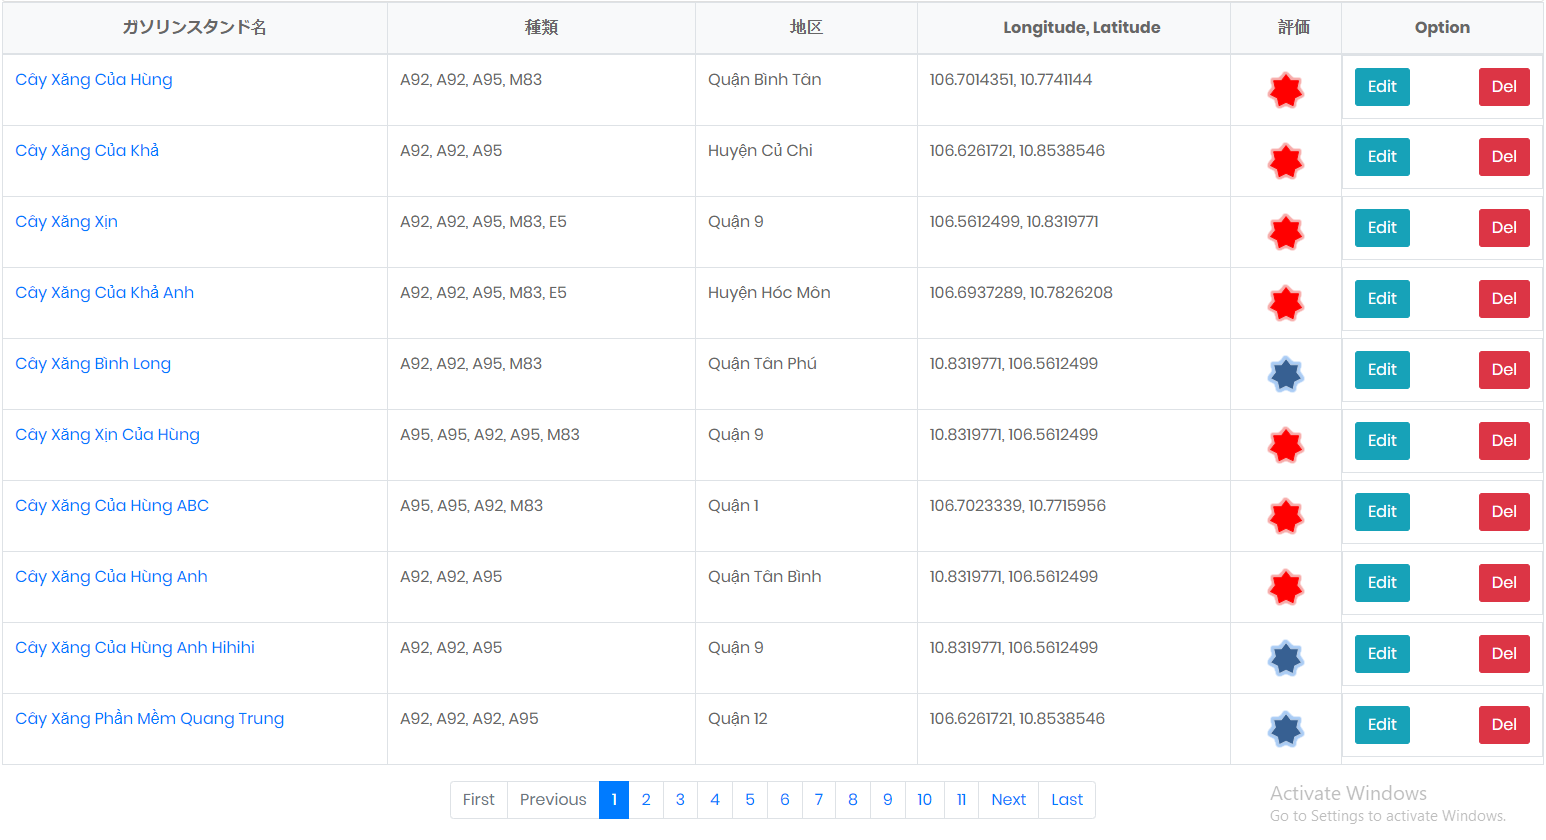 ガソリンスタンド名 種類 地区 Longitude, Latitude 評価 Option
Cây Xăng Của Hùng A92, A92, A95, M83 Quận Bình Tân 106.7014351, 10.7741144 Edit Del
Cây Xăng Của Khả A92, A92, A95 Huyện Củ Chi 106.6261721, 10.8538546 Edit Del
Cây Xăng Xịn A92, A92, A95, M83, E5 Quận 9 106.5612499, 10.8319771 Edit Del
Cây Xăng Của Khả Anh A92, A92, A95, M83, E5 Huyện Hóc Môn 106.6937289, 10.7826208 Edit Del
Cây Xăng Bình Long A92, A92, A95, M83 Quận Tân Phú 10.8319771, 106.5612499 Edit Del
Cây Xăng Xịn Của Hùng A95, A95, A92, A95, M83 Quận 9 10.8319771, 106.5612499 Edit Del
Cây Xăng Của Hùng ABC A95, A95, A92, M83 Quận 1 106.7023339, 10.7715956 Edit Del
Cây Xăng Của Hùng Anh A92, A92, A95 Quận Tân Bình 10.8319771, 106.5612499 Edit Del
Cây Xăng Của Hùng Anh Hihihi A92, A92, A95 Quận 9 10.8319771, 106.5612499 Edit Del
Cây Xăng Phần Mềm Quang Trung A92, A92, A92, A95 Quận 12 106.6261721, 10.8538546 Edit Del
First Previous 1 2 3 4 5 6 7 8 9 10 11 Next Last
Activate Windows
Go to Settings to activate Windows.